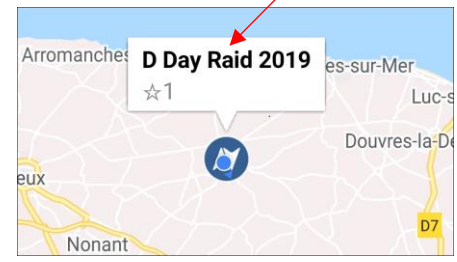 Arromanches
D Day Raid 2019
☆1
es-sur-Mer
Luc-s
Douvres-la-De
eux
D7
Nonant